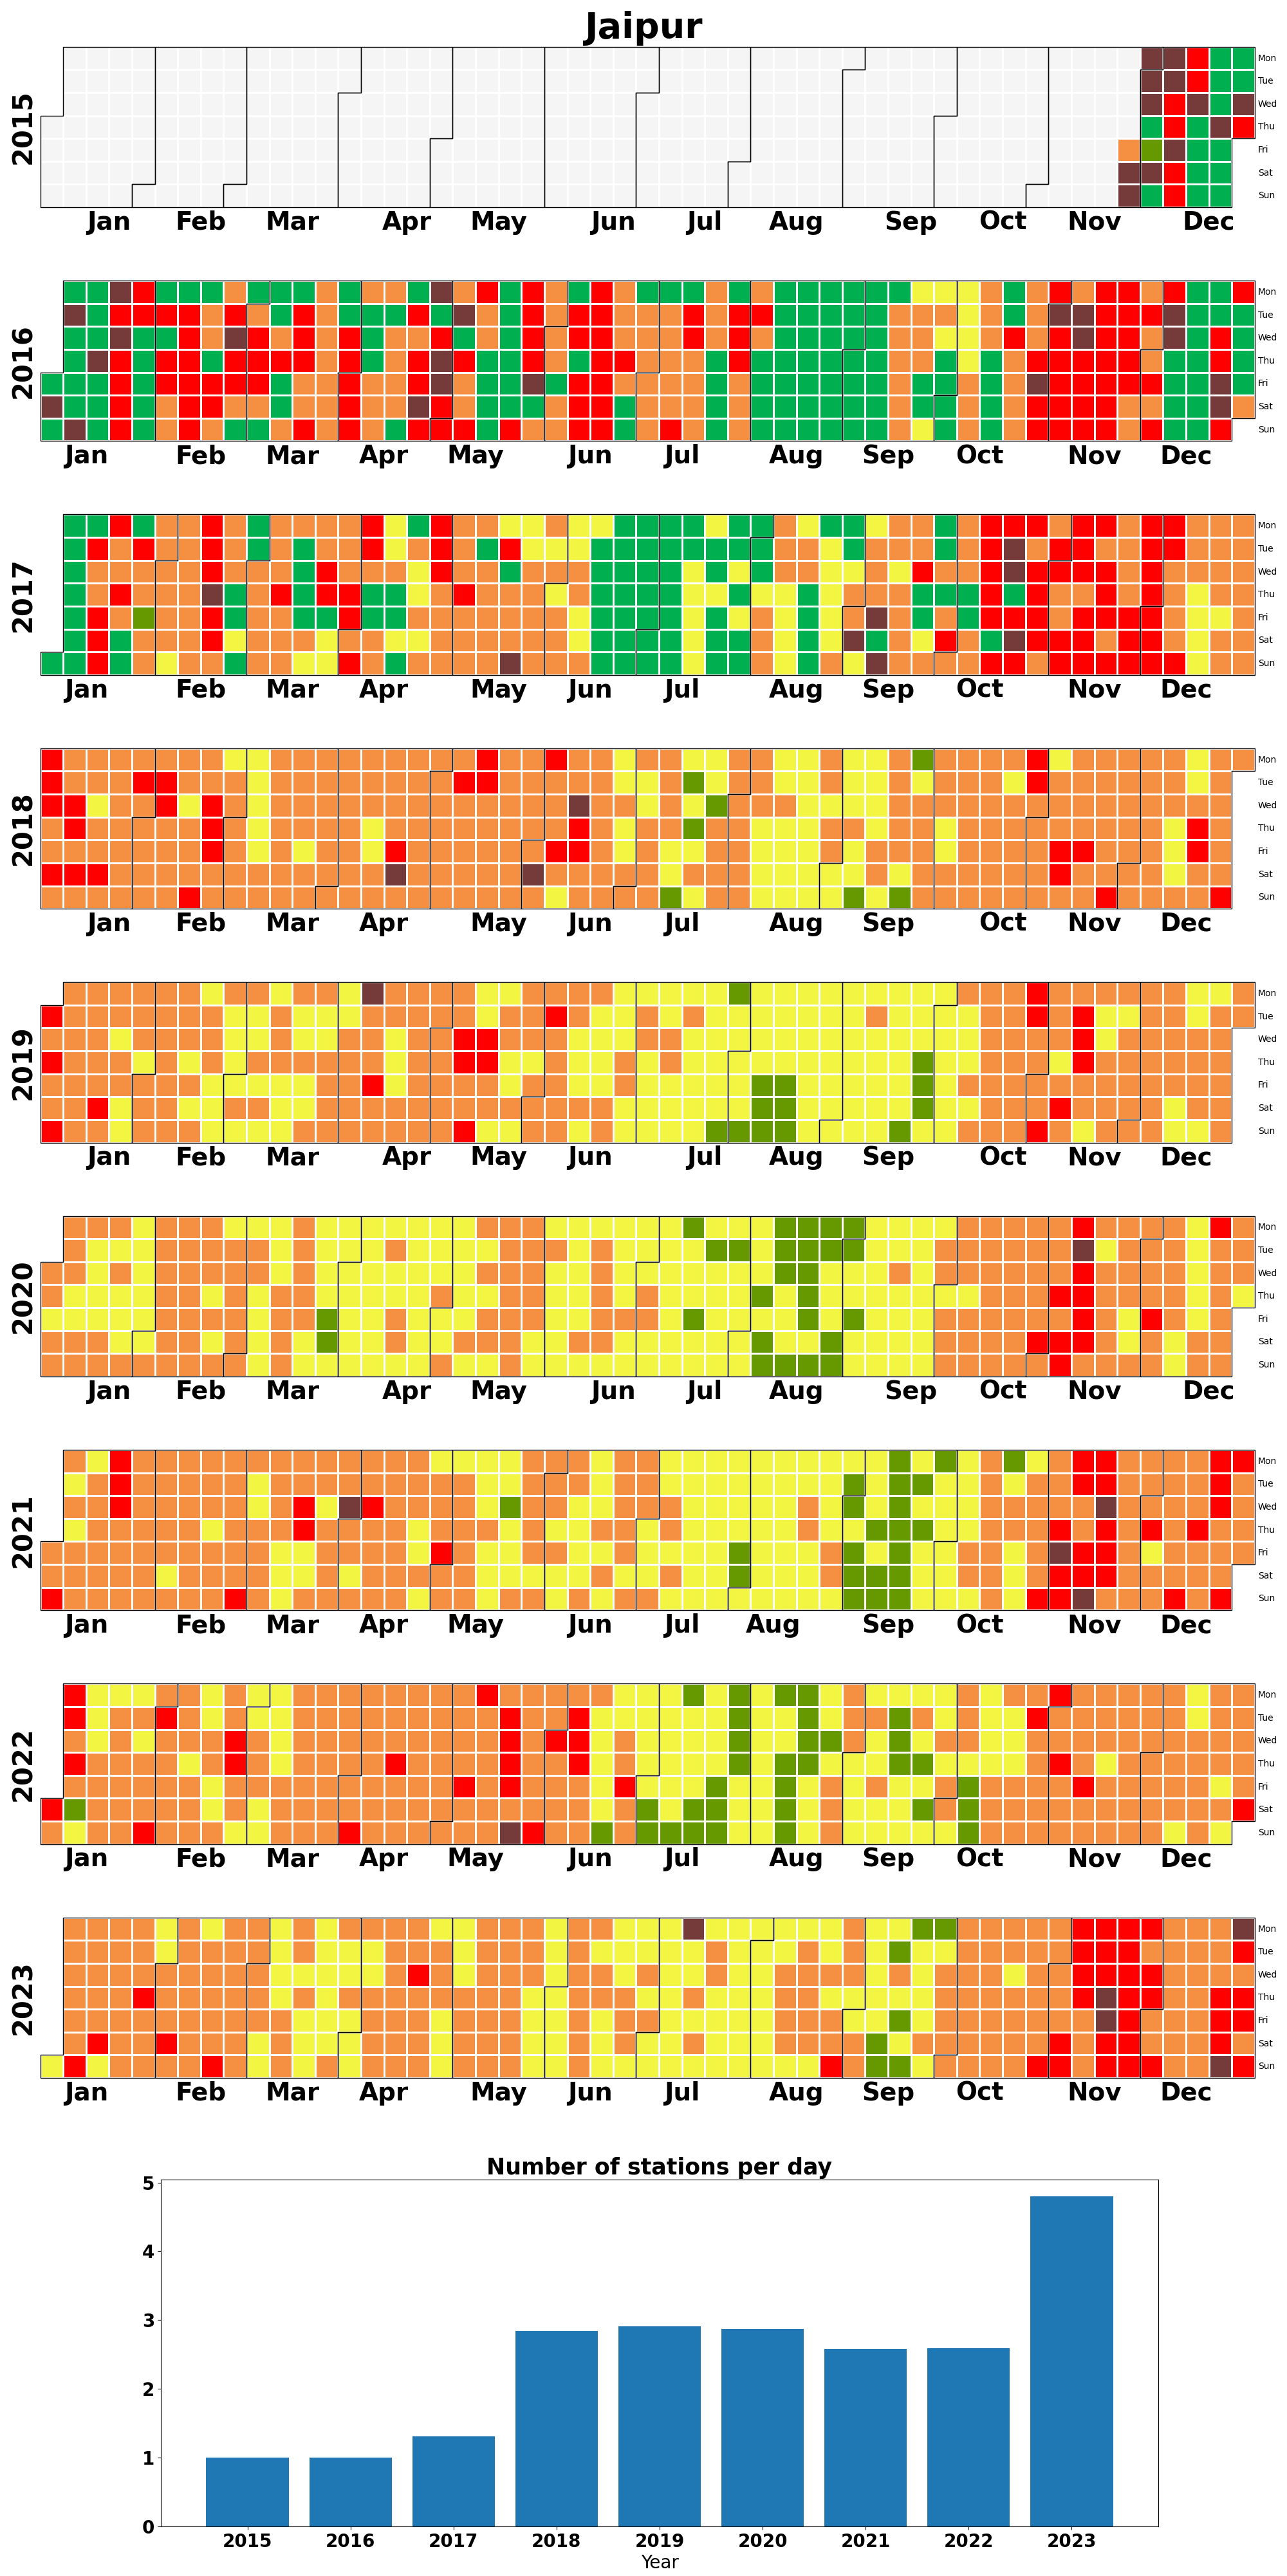 Jaipur
2015
Mon
Tue
Wed
Thu
Fri
Sat
Sun
Jan Feb Mar Apr May Jun Jul Aug Sep Oct Nov Dec
2016
Mon
Tue
Wed
Thu
Fri
Sat
Sun
Jan Feb Mar Apr May Jun Jul Aug Sep Oct Nov Dec
2017
Mon
Tue
Wed
Thu
Fri
Sat
Sun
Jan Feb Mar Apr May Jun Jul Aug Sep Oct Nov Dec
2018
Mon
Tue
Wed
Thu
Fri
Sat
Sun
Jan Feb Mar Apr May Jun Jul Aug Sep Oct Nov Dec
2019
Mon
Tue
Wed
Thu
Fri
Sat
Sun
Jan Feb Mar Apr May Jun Jul Aug Sep Oct Nov Dec
2020
Mon
Tue
Wed
Thu
Fri
Sat
Sun
Jan Feb Mar Apr May Jun Jul Aug Sep Oct Nov Dec
2021
Mon
Tue
Wed
Thu
Fri
Sat
Sun
Jan Feb Mar Apr May Jun Jul Aug Sep Oct Nov Dec
2022
Mon
Tue
Wed
Thu
Fri
Sat
Sun
Jan Feb Mar Apr May Jun Jul Aug Sep Oct Nov Dec
2023
Mon
Tue
Wed
Thu
Fri
Sat
Sun
Jan Feb Mar Apr May Jun Jul Aug Sep Oct Nov Dec
Number of stations per day
5
4
3
2
1
0
2015 2016 2017 2018 2019 2020 2021 2022 2023
Year